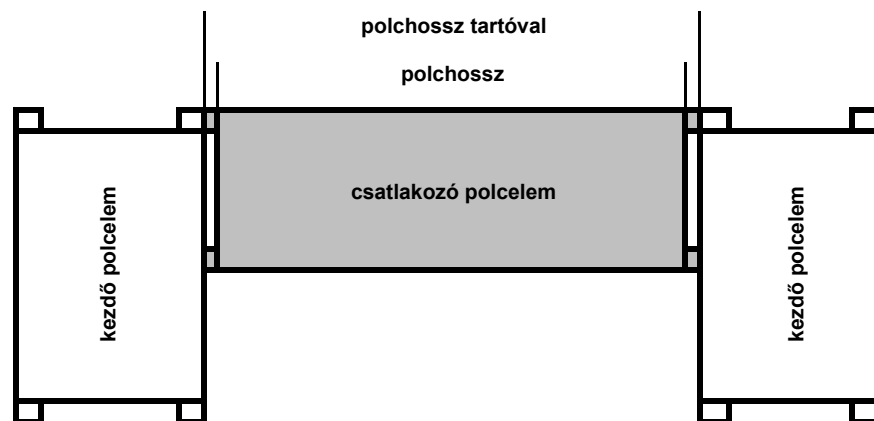 polchossz tartóval
polchossz
csatlakozó polcelem
kezdő polcelem
kezdő polcelem